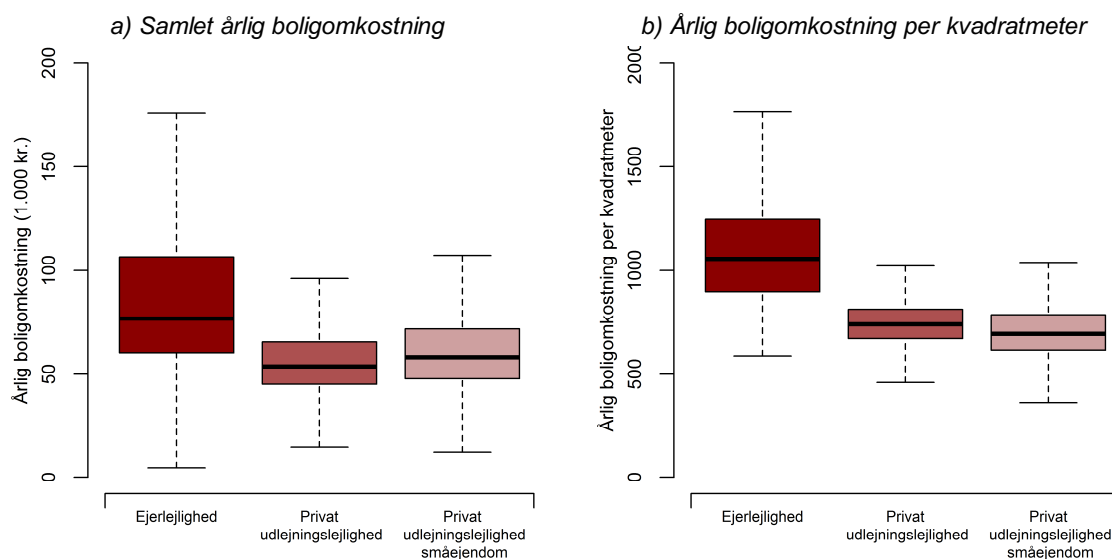 a) Samlet årlig boligomkostning
Årlig boligomkostning (1.000 kr.)
200
150
100
50
0
Ejerlejlighed
Privat
udlejningslejlighed
Privat
udlejningslejlighed
småejendom
b) Årlig boligomkostning per kvadratmeter
Årlig boligomkostning per kvadratmeter
2000
1500
1000
500
0
Ejerlejlighed
Privat
udlejningslejlighed
Privat
udlejningslejlighed
småejendom